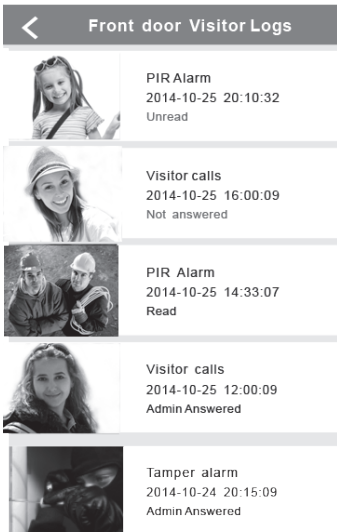 Front door Visitor Logs
PIR Alarm
2014-10-25 20:10:32
Unread
Visitor calls
2014-10-25 16:00:09
Not answered
PIR Alarm
2014-10-25 14:33:07
Read
Visitor calls
2014-10-25 12:00:09
Admin Answered
Tamper alarm
2014-10-24 20:15:09
Admin Answered